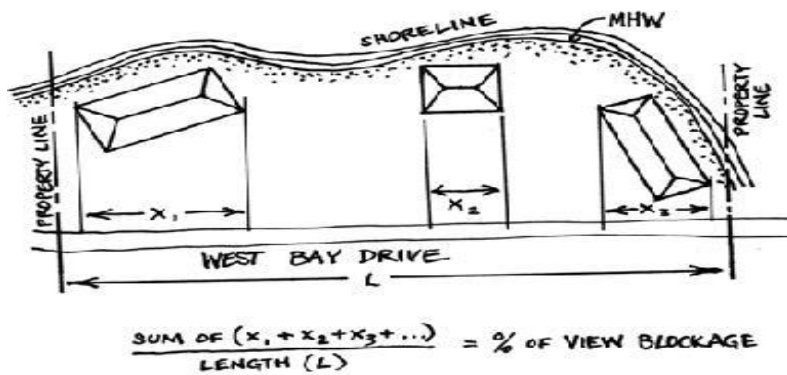 SHORELINE
MHW
PROPERTY LINE
PROPERTY
LINE
X₁
X₂
X₃
WEST BAY DRIVE
L
SUM OF (X₁ + X₂ + X₃ + ...)
LENGTH (L)
= % OF VIEW BLOCKAGE